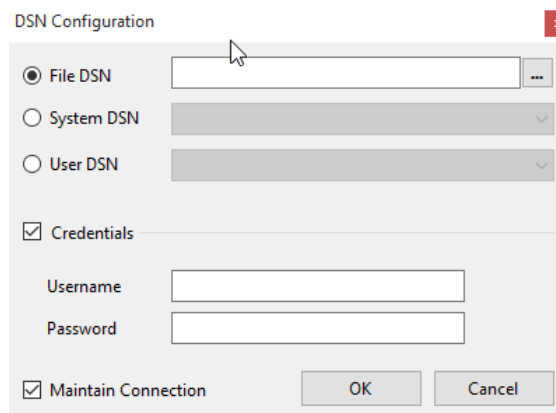 DSN Configuration
File DSN
...
System DSN
User DSN
Credentials
Username
Password
Maintain Connection OK Cancel